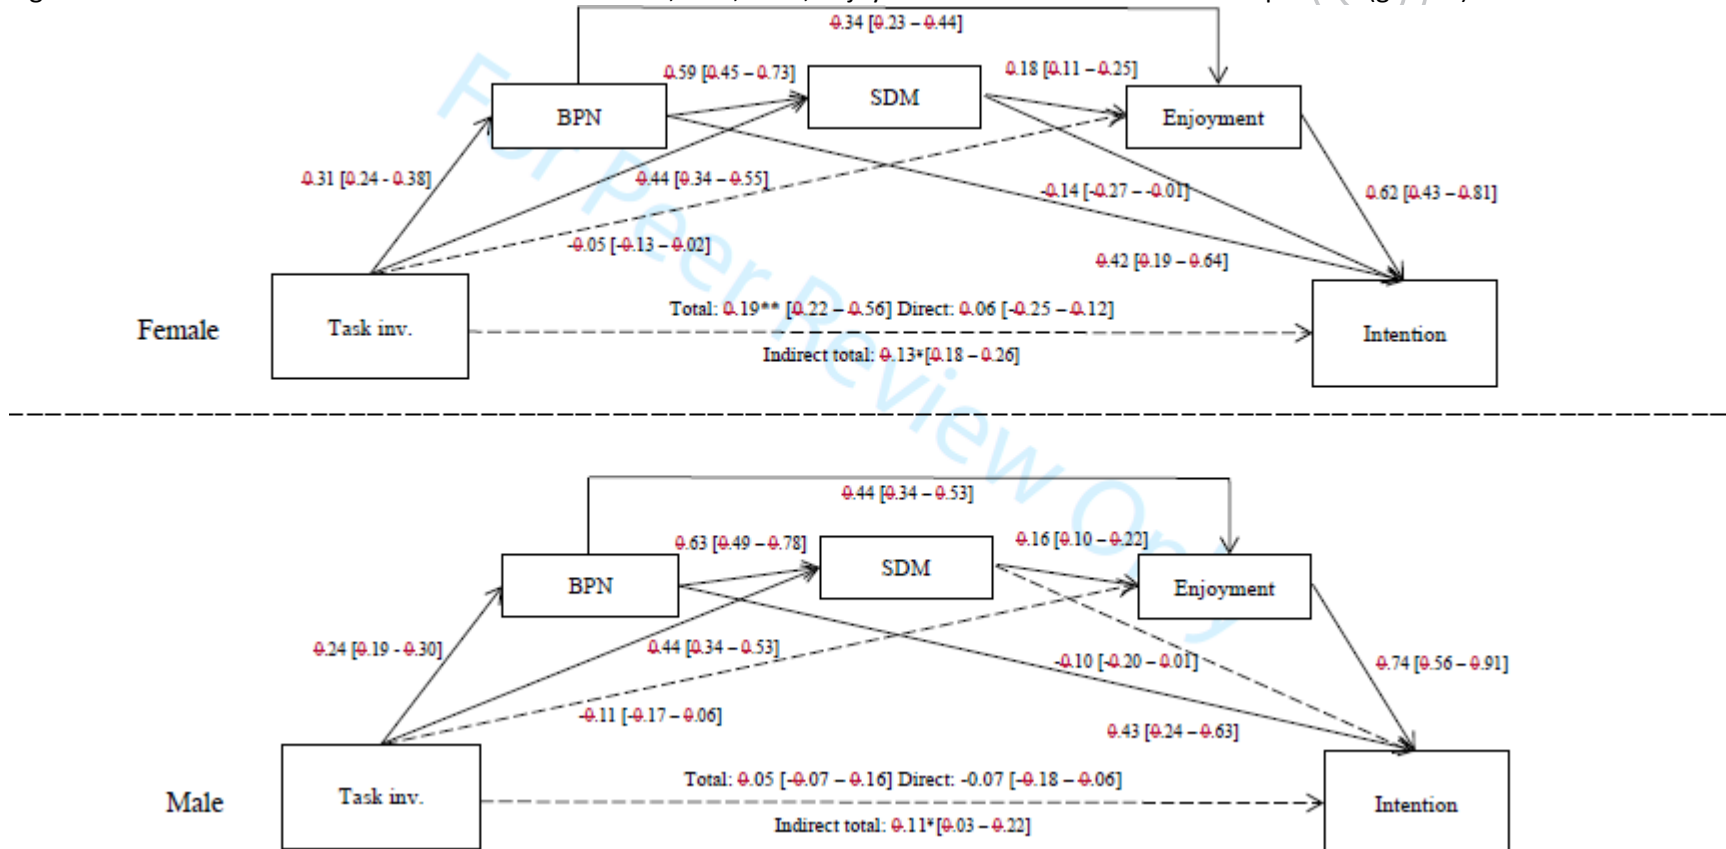 0.34 [0.23 – 0.44]
0.59 [0.45 – 0.73]
0.18 [0.11 – 0.25]
BPN
SDM
Enjoyment
0.31 [0.24 - 0.38]
0.44 [0.34 – 0.55]
-0.14 [-0.27 – -0.01]
0.62 [0.43 – 0.81]
-0.05 [-0.13 – 0.02]
0.42 [0.19 – 0.64]
Female
Task inv.
Total: 0.19** [0.22 – 0.56] Direct: 0.06 [-0.25 – 0.12]
Indirect total: 0.13*[0.18 – 0.26]
Intention
For Peer Review Only
0.44 [0.34 – 0.53]
0.63 [0.49 – 0.78]
0.16 [0.10 – 0.22]
BPN
SDM
Enjoyment
0.24 [0.19 - 0.30]
0.44 [0.34 – 0.53]
-0.10 [-0.20 – 0.01]
0.74 [0.56 – 0.91]
-0.11 [-0.17 – 0.06]
0.43 [0.24 – 0.63]
Male
Task inv.
Total: 0.05 [-0.07 – 0.16] Direct: -0.07 [-0.18 – 0.06]
Indirect total: 0.11*[0.03 – 0.22]
Intention